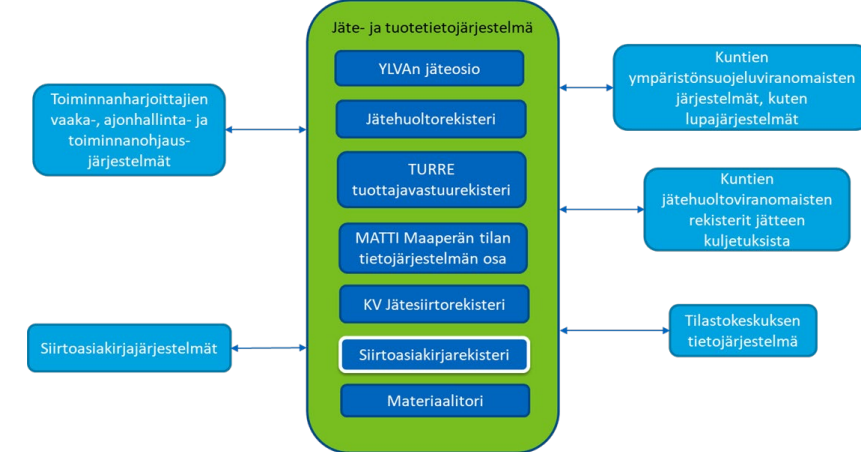 Jäte- ja tuotetietojärjestelmä
YLVAn jäteosio
Jätehuoltorekisteri
TURRE
tuottajavastuurekisteri
MATTI Maaperän tilan
tietojärjestelmän osa
KV Jätesiirtorekisteri
Siirtoasiakirjarekisteri
Materiaalitori
Toiminnanharjoittajien
vaaka-, ajonhallinta- ja
toiminnanohjaus-
järjestelmät
Siirtoasiakirjajärjestelmät
Kuntien
ympäristönsuojeluviranomaisten
järjestelmät, kuten
lupajärjestelmät
Kuntien
jätehuoltoviranomaisten
rekisterit jätteen
kuljetuksista
Tilastokeskuksen
tietojärjestelmä